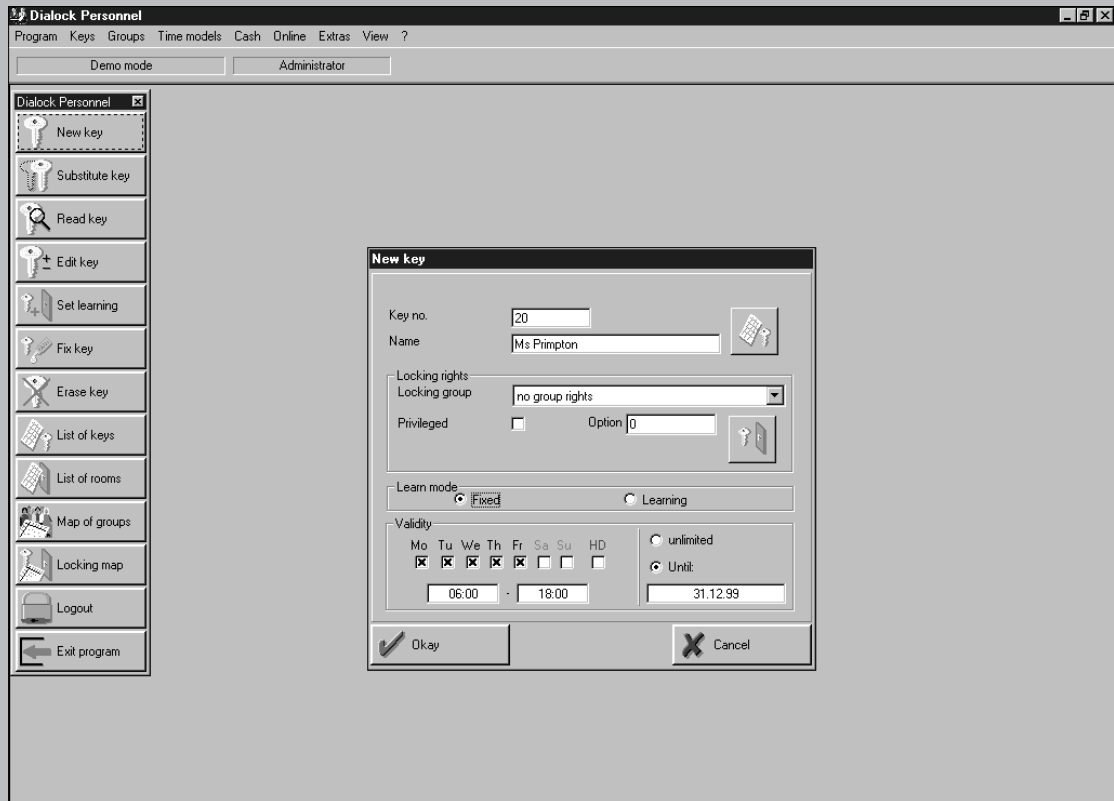 Dialock Personnel
Program Keys Groups Time models Cash Online Extras View ?
Demo mode Administrator
Dialock Personnel
New key
Substitute key
Read key
Edit key
Set learning
Fix key
Erase key
List of keys
List of rooms
Map of groups
Locking map
Logout
Exit program
New key
Key no. 20
Name Ms Primpton
Locking rights
Locking group no group rights
Privileged Option 0
Learn mode
Fixed Learning
Validity
Mo Tu We Th Fr Sa Su HD unlimited
Until:
06:00 - 18:00 31.12.99
Okay Cancel